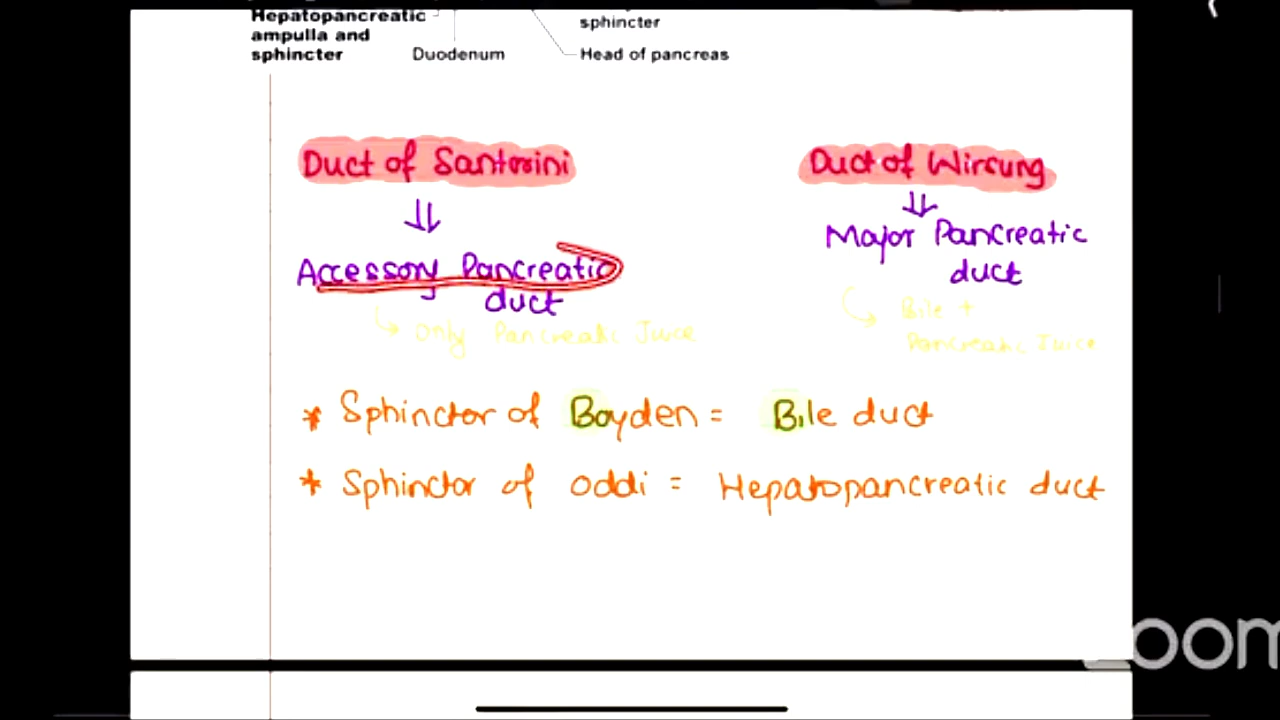 Hepatopancreatic
ampulla and
sphincter
Duodenum
sphincter
Head of pancreas
Duct of Santorini
Accessory Pancreatic
duct
only Pancreatic Juice
Duct of Wirsung
Major Pancreatic
duct
Bile +
Pancreatic Juice
* Sphinctor of Boyden = Bile duct
* Sphinctor of oddi = Hepatopancreatic duct
zoom